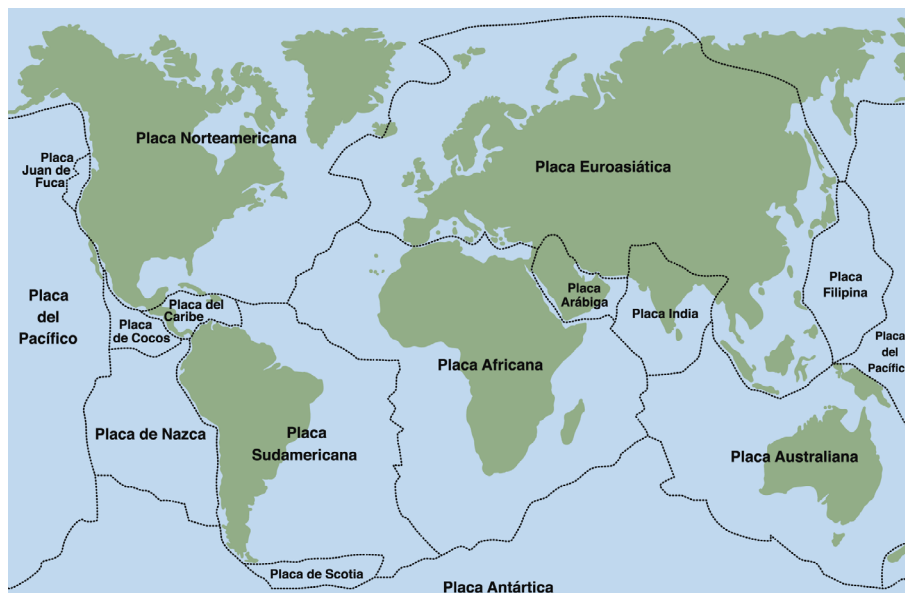 Placa Norteamericana
Placa
Juan de
Fuca
Placa Euroasiática
Placa
del
Pacífico
Placa del
Caribe
Placa
de Cocos
Placa
Arábiga
Placa India
Placa
Filipina
Placa
del
Pacífic
Placa Africana
Placa de Nazca
Placa
Sudamericana
Placa Australiana
Placa de Scotia
Placa Antártica